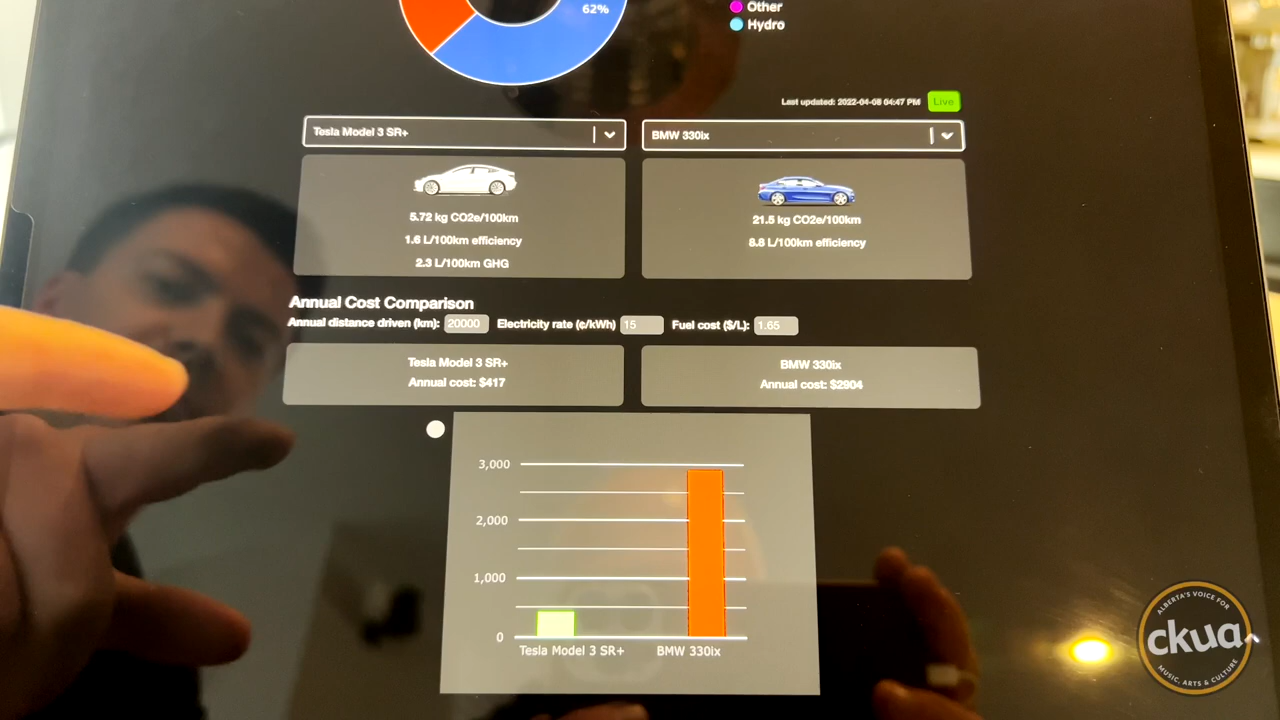 62%
Other
Hydro
Last updated: 2022-04-08 04:47 PM Live
Tesla Model 3 SR+
BMW 330ix
5.72 kg CO2e/100km
1.6 L/100km efficiency
2.3 L/100km GHG
21.5 kg CO2e/100km
8.8 L/100km efficiency
Annual Cost Comparison
Annual distance driven (km): 20000 Electricity rate (¢/kWh) 15 Fuel cost ($/L): 1.65
Tesla Model 3 SR+
Annual cost: $417
BMW 330ix
Annual cost: $2904
3,000
2,000
1,000
0
Tesla Model 3 SR+ BMW 330ix
ALBERTA'S VOICE FOR
ckua
MUSIC, ARTS & CULTURE